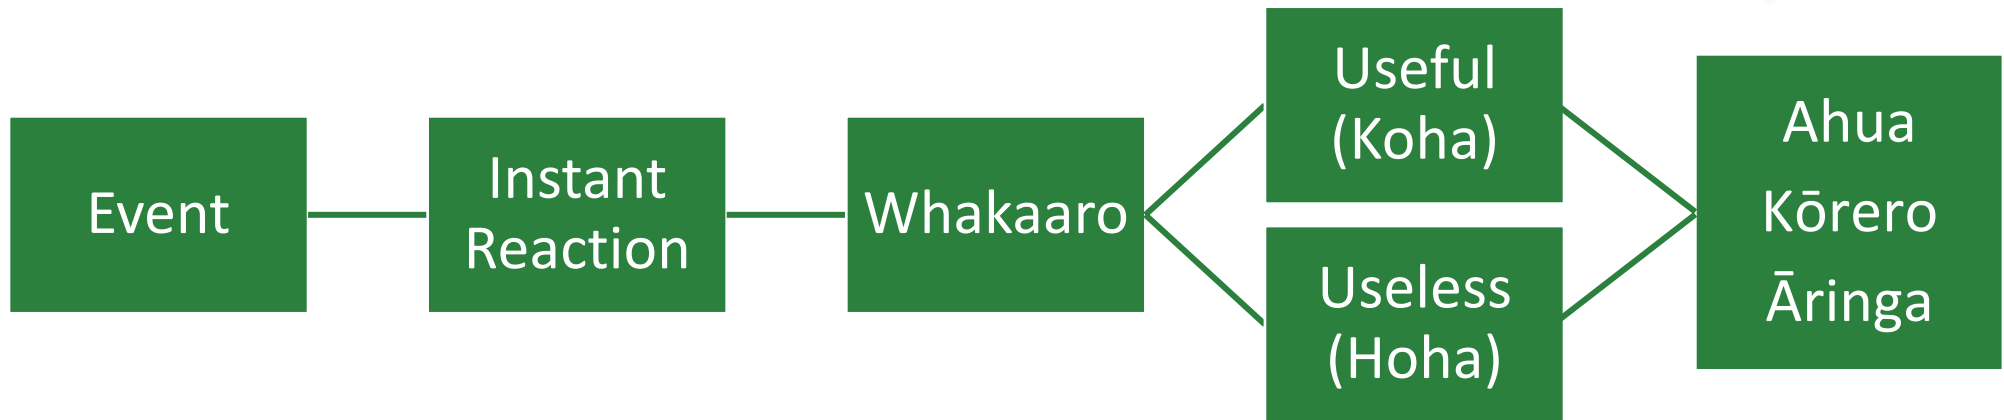 Event
Instant
Reaction
Whakaaro
Useful
(Koha)
Useless
(Hoha)
Ahua
Kōrero
Āringa